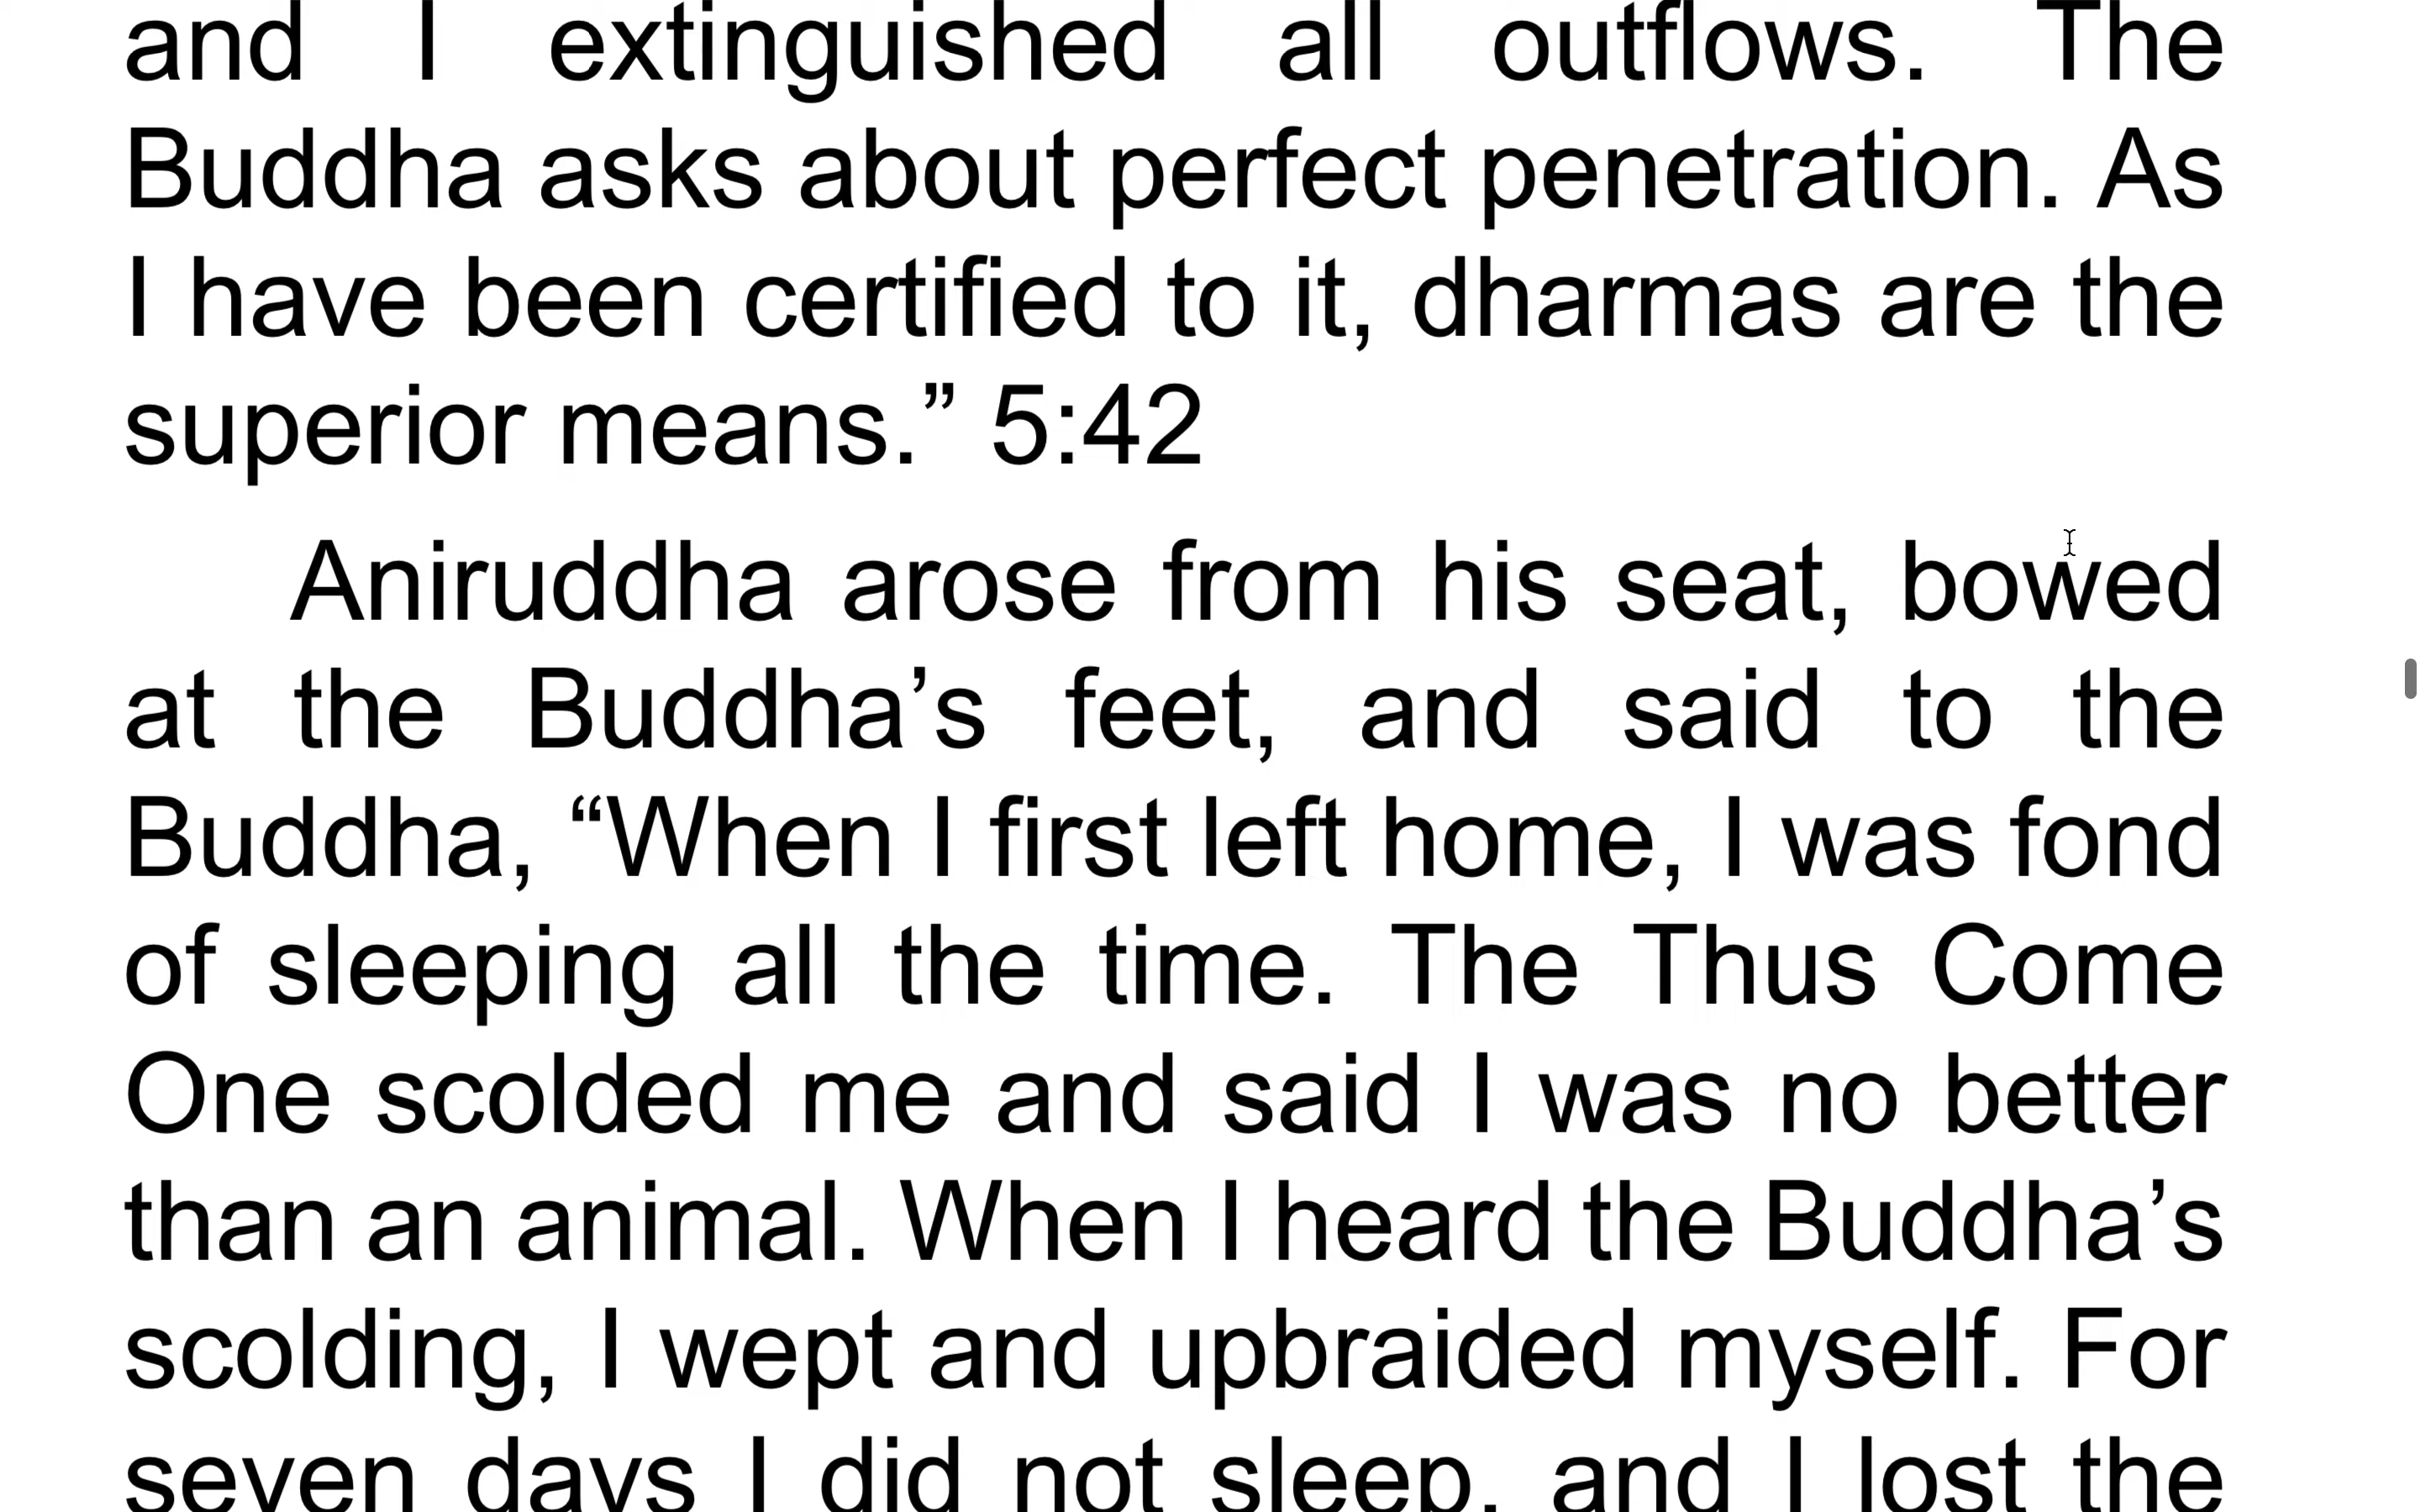 and I extinguished all outflows. The
Buddha asks about perfect penetration. As
I have been certified to it, dharmas are the
superior means.” 5:42
Aniruddha arose from his seat, bowed
at the Buddha’s feet, and said to the
Buddha, “When I first left home, I was fond
of sleeping all the time. The Thus Come
One scolded me and said I was no better
than an animal. When I heard the Buddha’s
scolding, I wept and upbraided myself. For
seven days I did not sleep, and I lost the